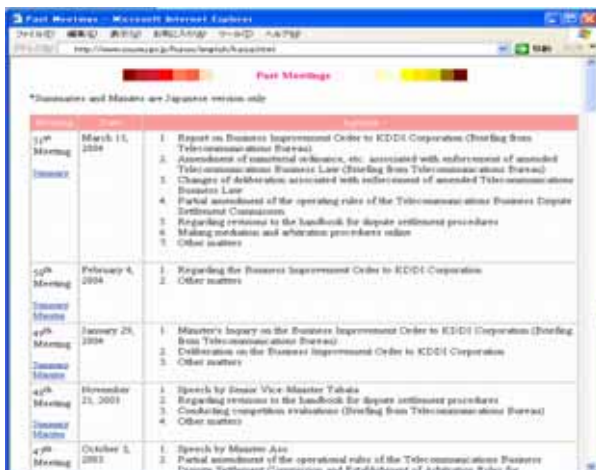 Past Meetings - Microsoft Internet Explorer
Past Meetings
*Summaries and Minutes are Japanese version only
Meeting Date Agenda
51st Meeting
Summary
March 15, 2004
1. Report on Business Improvement Order to KDDI Corporation (Briefing from
Telecommunications Bureau)
2. Amendment of ministerial ordinance, etc. associated with enforcement of amended
Telecommunications Business Law (Briefing from Telecommunications Bureau)
3. Changes of deliberation associated with enforcement of amended Telecommunications
Business Law
4. Partial amendment of the operating rules of the Telecommunications Business Dispute
Settlement Commission
5. Regarding revisions to the handbook for dispute settlement procedures
6. Making mediation and arbitration procedures online
7. Other matters
50th Meeting
Summary
Minutes
February 4, 2004
1. Regarding the Business Improvement Order to KDDI Corporation
2. Other matters
49th Meeting
Summary
Minutes
January 29, 2004
1. Minister's Inquiry on the Business Improvement Order to KDDI Corporation (Briefing
from Telecommunications Bureau)
2. Deliberation on the Business Improvement Order to KDDI Corporation
3. Other matters
48th Meeting
Summary
Minutes
November 21, 2003
1. Speech by Senior Vice-Minister Tabata
2. Regarding revisions to the handbook for dispute settlement procedures
3. Conducting competition evaluations (Briefing from Telecommunications Bureau)
4. Other matters
47th Meeting
October 3, 2003
1. Speech by Minister Aso
2. Partial amendment of the operational rules of the Telecommunications Business
Dispute Settlement Commission and Establishment of Arbitration Rules for